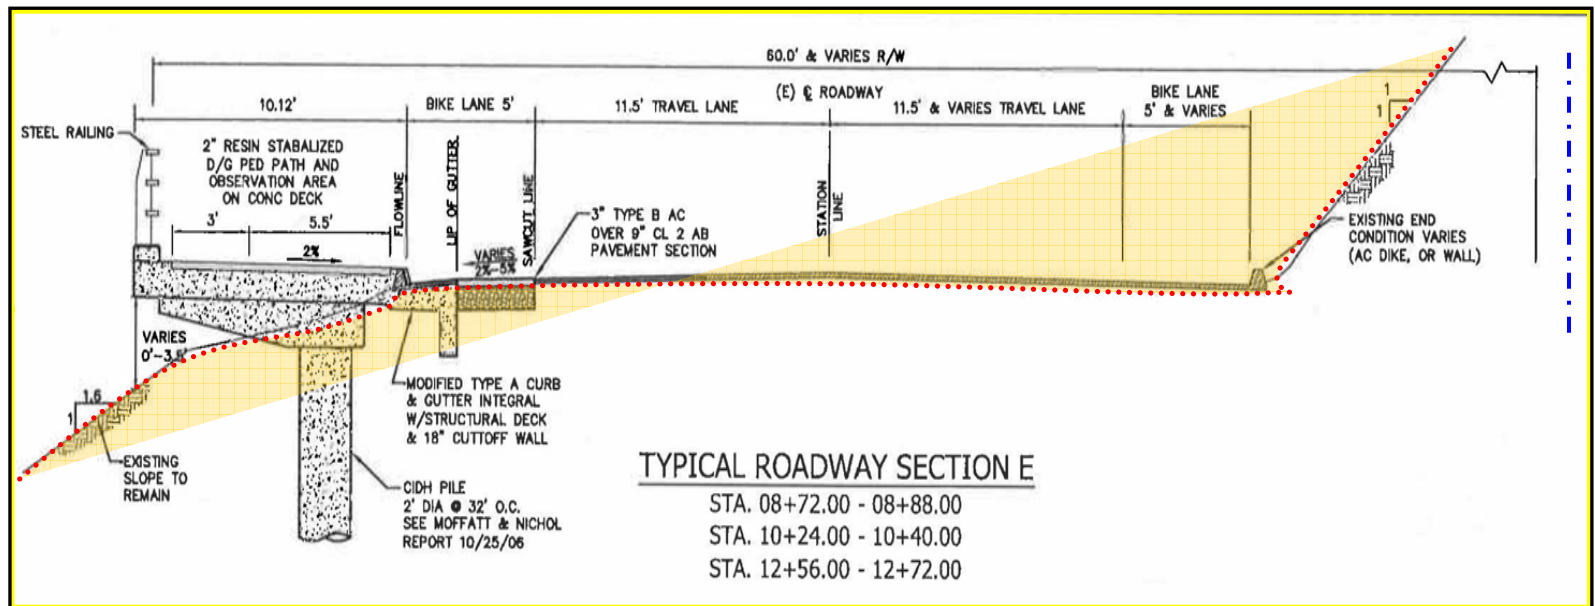 60.0' & VARIES R/W
10.12'
BIKE LANE 5'
11.5' TRAVEL LANE
(E) ℄ ROADWAY
11.5' & VARIES TRAVEL LANE
BIKE LANE
5' & VARIES
STEEL RAILING
2" RESIN STABALIZED
D/G PED PATH AND
OBSERVATION AREA
ON CONC DECK
3'
5.5'
2%
FLOWLINE
LIP OF GUTTER
SAWCUT LINE
VARIES
2%-5%
3" TYPE B AC
OVER 9" CL 2 AB
PAVEMENT SECTION
STATION
LINE
1
1
EXISTING END
CONDITION VARIES
(AC DIKE, OR WALL)
VARIES
0'-3.5'
1.6
1
EXISTING
SLOPE TO
REMAIN
MODIFIED TYPE A CURB
& GUTTER INTEGRAL
W/STRUCTURAL DECK
& 18" CUTTOFF WALL
CIDH PILE
2' DIA @ 32' O.C.
SEE MOFFATT & NICHOL
REPORT 10/25/06
TYPICAL ROADWAY SECTION E
STA. 08+72.00 - 08+88.00
STA. 10+24.00 - 10+40.00
STA. 12+56.00 - 12+72.00